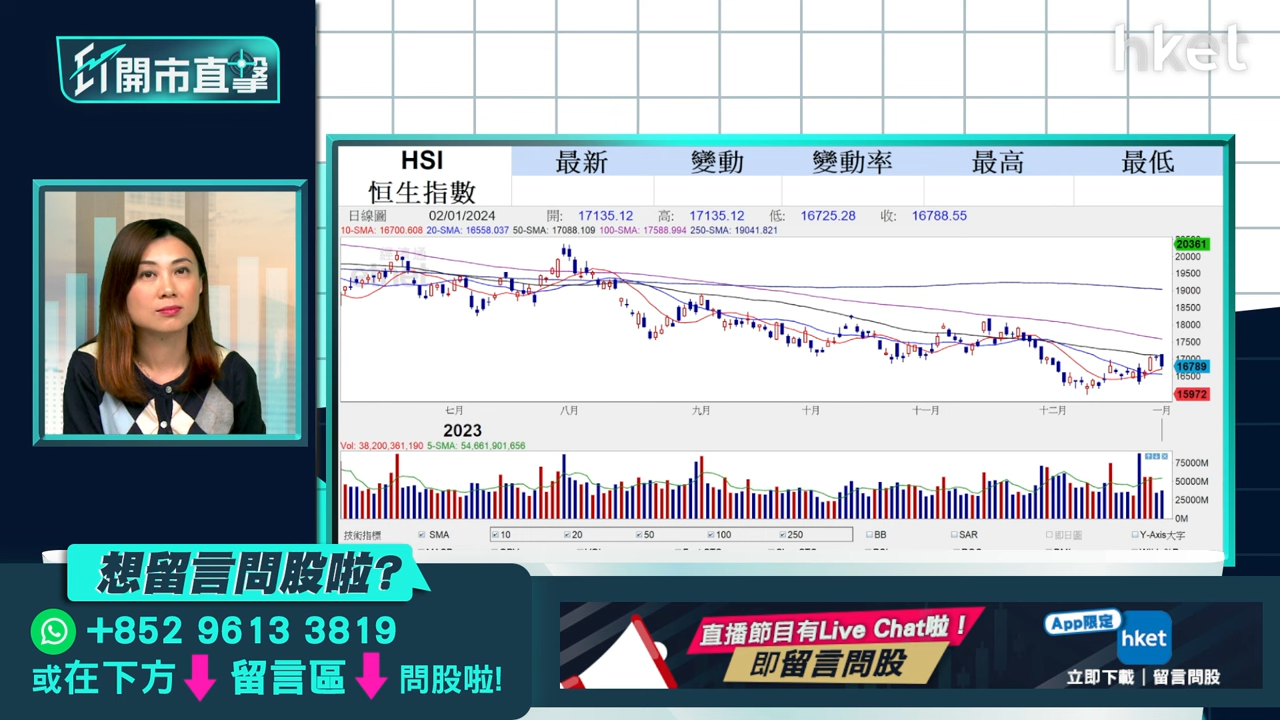 開市直擊
hket
HSI 最新 變動 變動率 最高 最低
恒生指數
日線圖 02/01/2024 開: 17135.12 高: 17135.12 低: 16725.28 收: 16788.55
10-SMA: 16700.608 20-SMA: 16558.037 50-SMA: 17088.109 100-SMA: 17588.994 250-SMA: 19041.821
20361
20000
19500
19000
18500
18000
17500
17000
16789
16500
15972
七月 八月 九月 十月 十一月 十二月 一月
2023
Vol: 38,200,361,190 5-SMA: 54,661,901,656
75000M
50000M
25000M
0M
技術指標 SMA 10 20 50 100 250 BB SAR 即日圖 Y-Axis大字
想留言問股啦?
+852 9613 3819
或在下方 留言區 問股啦!
直播節目有Live Chat啦!
即留言問股
App限定
hket
立即下載｜留言問股